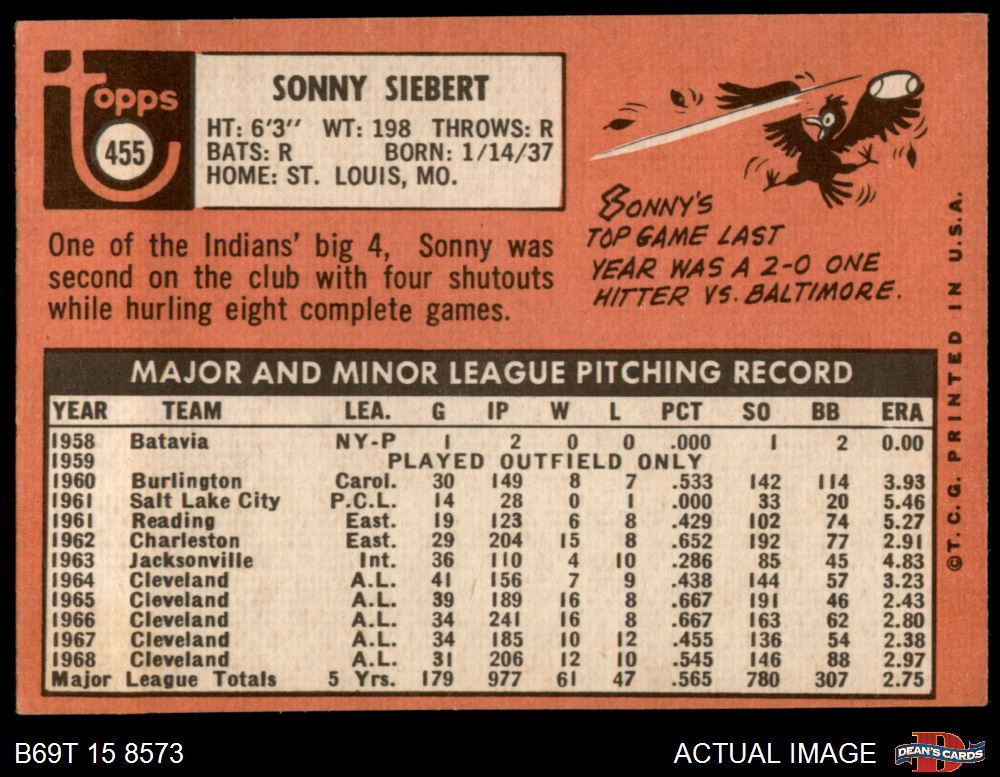 topps
455
SONNY SIEBERT
HT: 6'3" WT: 198 THROWS: R
BATS: R BORN: 1/14/37
HOME: ST. LOUIS, MO.
One of the Indians' big 4, Sonny was
second on the club with four shutouts
while hurling eight complete games.
SONNY'S
TOP GAME LAST
YEAR WAS A 2-0 ONE
HITTER VS. BALTIMORE.
MAJOR AND MINOR LEAGUE PITCHING RECORD
YEAR TEAM LEA. G IP W L PCT SO BB ERA
1958 Batavia NY-P 1 2 0 0 .000 1 2 0.00
1959 PLAYED OUTFIELD ONLY
1960 Burlington Carol. 30 149 8 7 .533 142 114 3.93
1961 Salt Lake City P.C.L. 14 28 0 1 .000 33 20 5.46
1961 Reading East. 19 123 6 8 .429 102 74 5.27
1962 Charleston East. 29 204 15 8 .652 192 77 2.91
1963 Jacksonville Int. 36 110 4 10 .286 85 45 4.83
1964 Cleveland A.L. 41 156 7 9 .438 144 57 3.23
1965 Cleveland A.L. 39 189 16 8 .667 191 46 2.43
1966 Cleveland A.L. 34 241 16 8 .667 163 62 2.80
1967 Cleveland A.L. 34 185 10 12 .455 136 54 2.38
1968 Cleveland A.L. 31 206 12 10 .545 146 88 2.97
Major League Totals 5 Yrs. 179 977 61 47 .565 780 307 2.75
©T.C.G. PRINTED IN U.S.A.
B69T 15 8573
ACTUAL IMAGE
D
DEAN'S CARDS